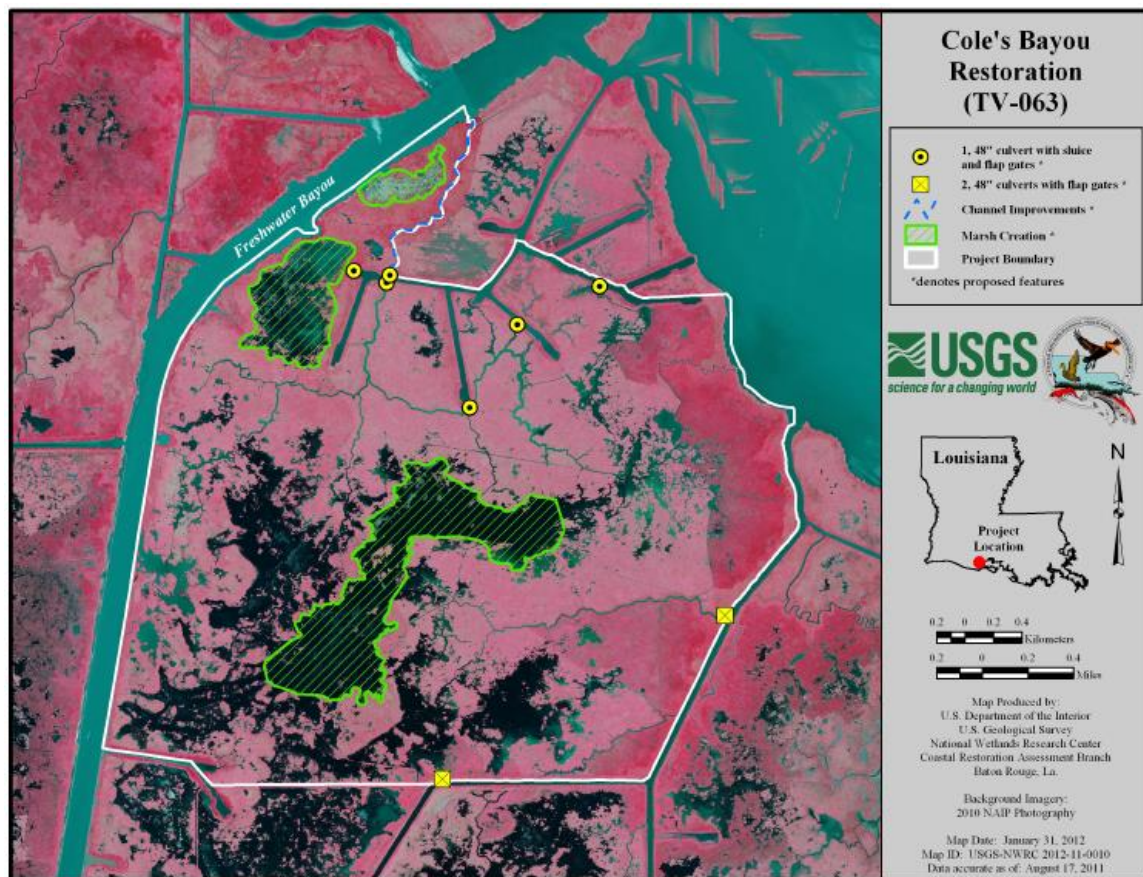 Cole's Bayou
Restoration
(TV-063)
1, 48" culvert with sluice
and flap gates *
2, 48" culverts with flap gates *
Channel Improvements *
Marsh Creation *
Project Boundary
*denotes proposed features
USGS
science for a changing world
Louisiana
N
Project
Location
0.2 0 0.2 0.4
Kilometers
0.2 0 0.2 0.4
Miles
Map Produced by:
U.S. Department of the Interior
U.S. Geological Survey
National Wetlands Research Center
Coastal Restoration Assessment Branch
Baton Rouge, La.
Background Imagery:
2010 NAIP Photography
Map Date: January 31, 2012
Map ID: USGS-NWRC 2012-11-0010
Data accurate as of: August 17, 2011
Freshwater Bayou